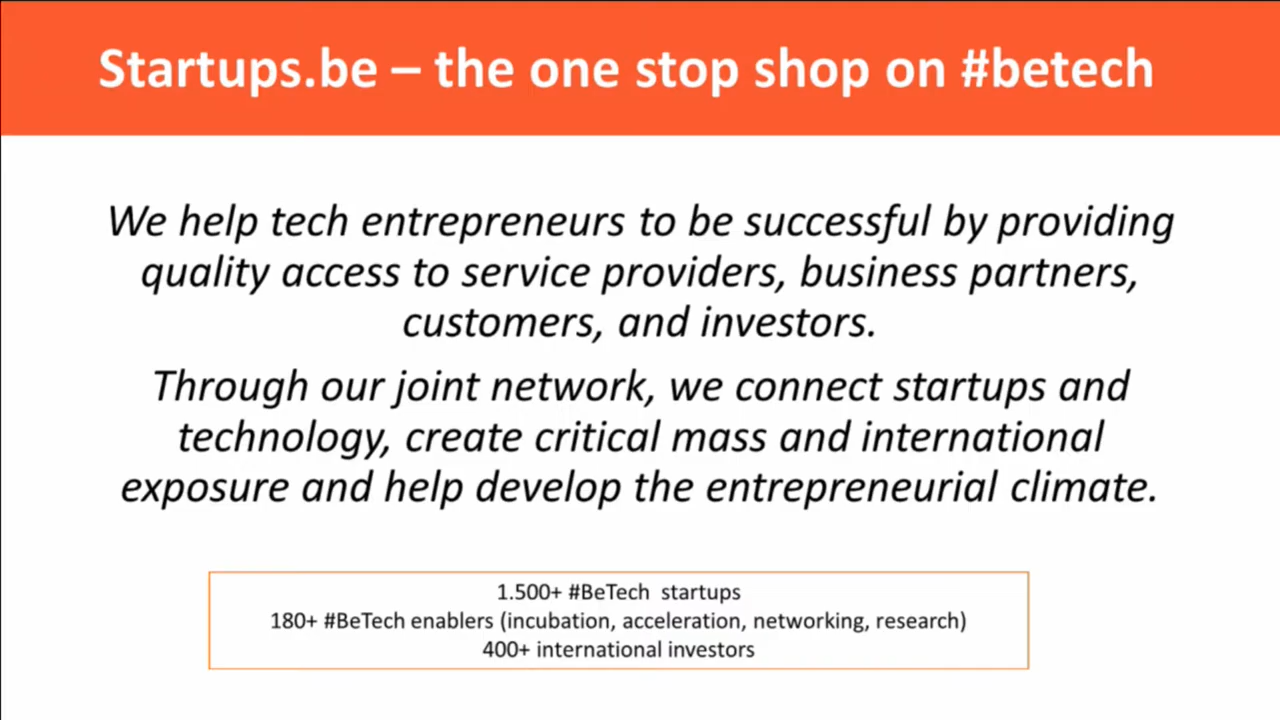 Startups.be – the one stop shop on #betech
We help tech entrepreneurs to be successful by providing
quality access to service providers, business partners,
customers, and investors.
Through our joint network, we connect startups and
technology, create critical mass and international
exposure and help develop the entrepreneurial climate.
1.500+ #BeTech startups
180+ #BeTech enablers (incubation, acceleration, networking, research)
400+ international investors